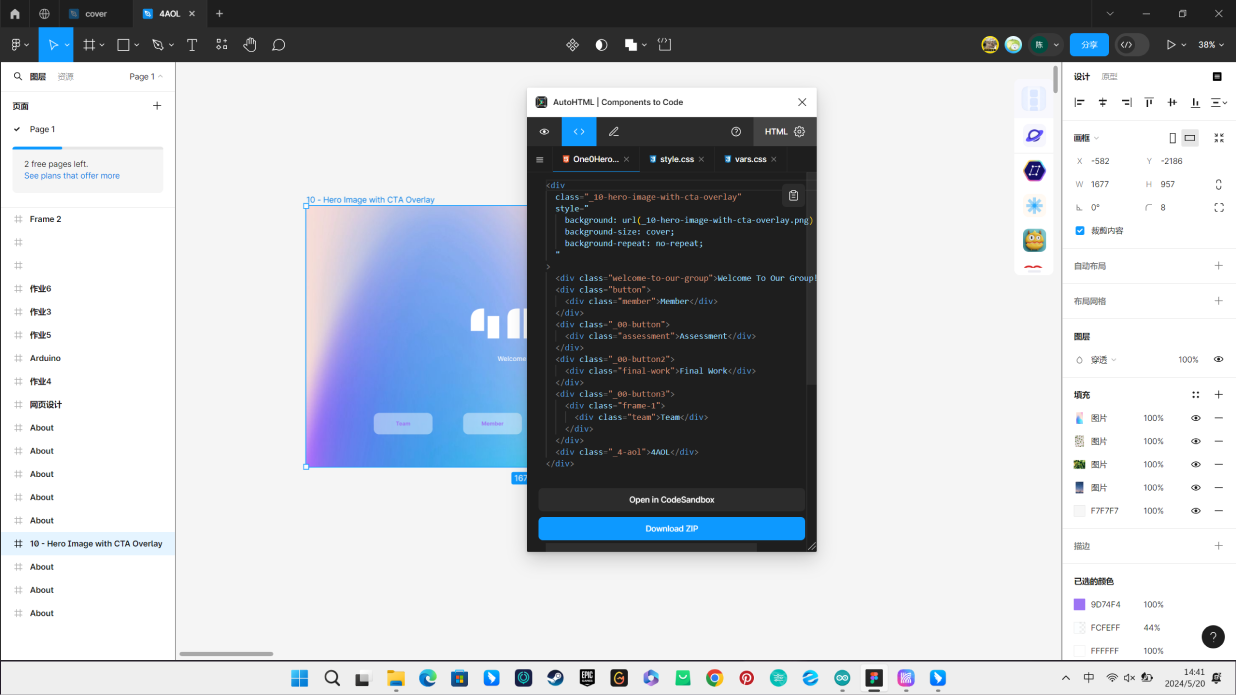 cover
4AOL
陈
分享
38%
图层
资源
Page 1
页面
Page 1
2 free pages left.
See plans that offer more
Frame 2
作业6
作业3
作业5
Arduino
作业4
网页设计
About
About
About
About
About
10 - Hero Image with CTA Overlay
About
About
About
10 - Hero Image with CTA Overlay
Welcome
Team
Member
167
AutoHTML | Components to Code
HTML
One0Hero...
style.css
vars.css
<div
class="_10-hero-image-with-cta-overlay"
style="
background: url(_10-hero-image-with-cta-overlay.png)
background-size: cover;
background-repeat: no-repeat;
"
>
<div class="welcome-to-our-group">Welcome To Our Group!
<div class="button">
<div class="member">Member</div>
</div>
<div class="_00-button">
<div class="assessment">Assessment</div>
</div>
<div class="_00-button2">
<div class="final-work">Final Work</div>
</div>
<div class="_00-button3">
<div class="frame-1">
<div class="team">Team</div>
</div>
</div>
<div class="_4-aol">4AOL</div>
</div>
Open in CodeSandbox
Download ZIP
设计
原型
画框
X -582
Y -2186
W 1677
H 957
0°
8
裁剪内容
自动布局
布局网格
图层
穿透
100%
填充
图片 100%
图片 100%
图片 100%
图片 100%
F7F7F7 100%
描边
已选的颜色
9D74F4 100%
FCFEFF 44%
FFFFFF 100%
?
EPIC
中
14:41
2024/5/20